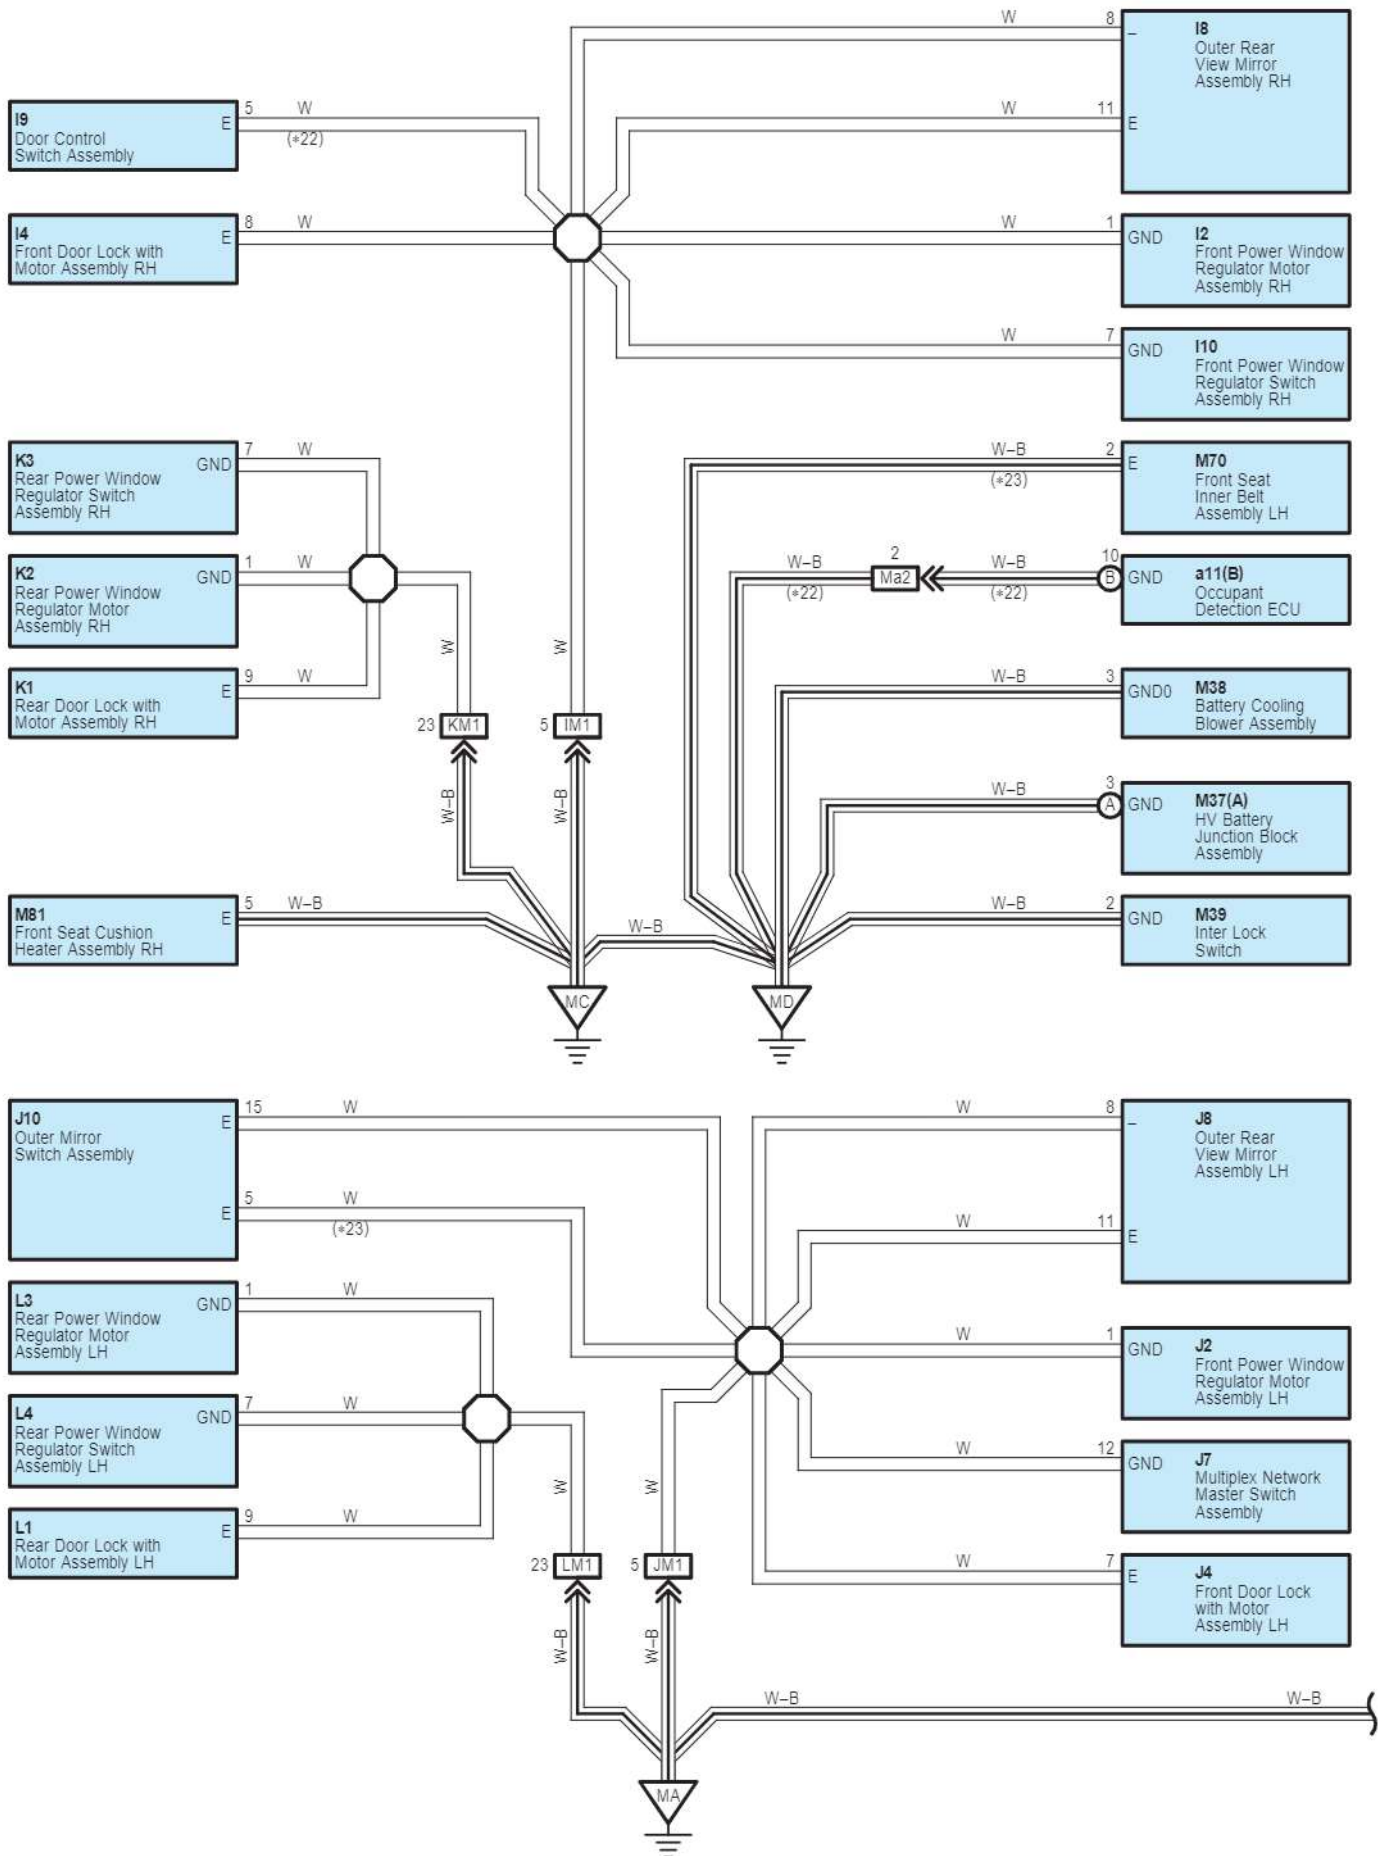 W
8
–
I8
Outer Rear
View Mirror
Assembly RH
W
11
E
I9
Door Control
Switch Assembly
E
5
W
(*22)
I4
Front Door Lock with
Motor Assembly RH
E
8
W
W
1
GND
I2
Front Power Window
Regulator Motor
Assembly RH
W
7
GND
I10
Front Power Window
Regulator Switch
Assembly RH
K3
Rear Power Window
Regulator Switch
Assembly RH
GND
7
W
W–B
(*23)
2
E
M70
Front Seat
Inner Belt
Assembly LH
K2
Rear Power Window
Regulator Motor
Assembly RH
GND
1
W
W–B
(*22)
2
Ma2
W–B
(*22)
10
B
GND
a11(B)
Occupant
Detection ECU
K1
Rear Door Lock with
Motor Assembly RH
E
9
W
W
W
23
KM1
5
IM1
W–B
3
GND0
M38
Battery Cooling
Blower Assembly
W–B
W–B
W–B
3
A
GND
M37(A)
HV Battery
Junction Block
Assembly
M81
Front Seat Cushion
Heater Assembly RH
E
5
W–B
W–B
W–B
2
GND
M39
Inter Lock
Switch
MC
MD
J10
Outer Mirror
Switch Assembly
E
15
W
E
5
W
(*23)
W
8
–
J8
Outer Rear
View Mirror
Assembly LH
W
11
E
L3
Rear Power Window
Regulator Motor
Assembly LH
GND
1
W
W
1
GND
J2
Front Power Window
Regulator Motor
Assembly LH
L4
Rear Power Window
Regulator Switch
Assembly LH
GND
7
W
W
12
GND
J7
Multiplex Network
Master Switch
Assembly
L1
Rear Door Lock with
Motor Assembly LH
E
9
W
W
W
23
LM1
5
JM1
W
7
E
J4
Front Door Lock
with Motor
Assembly LH
W–B
W–B
W–B
W–B
MA